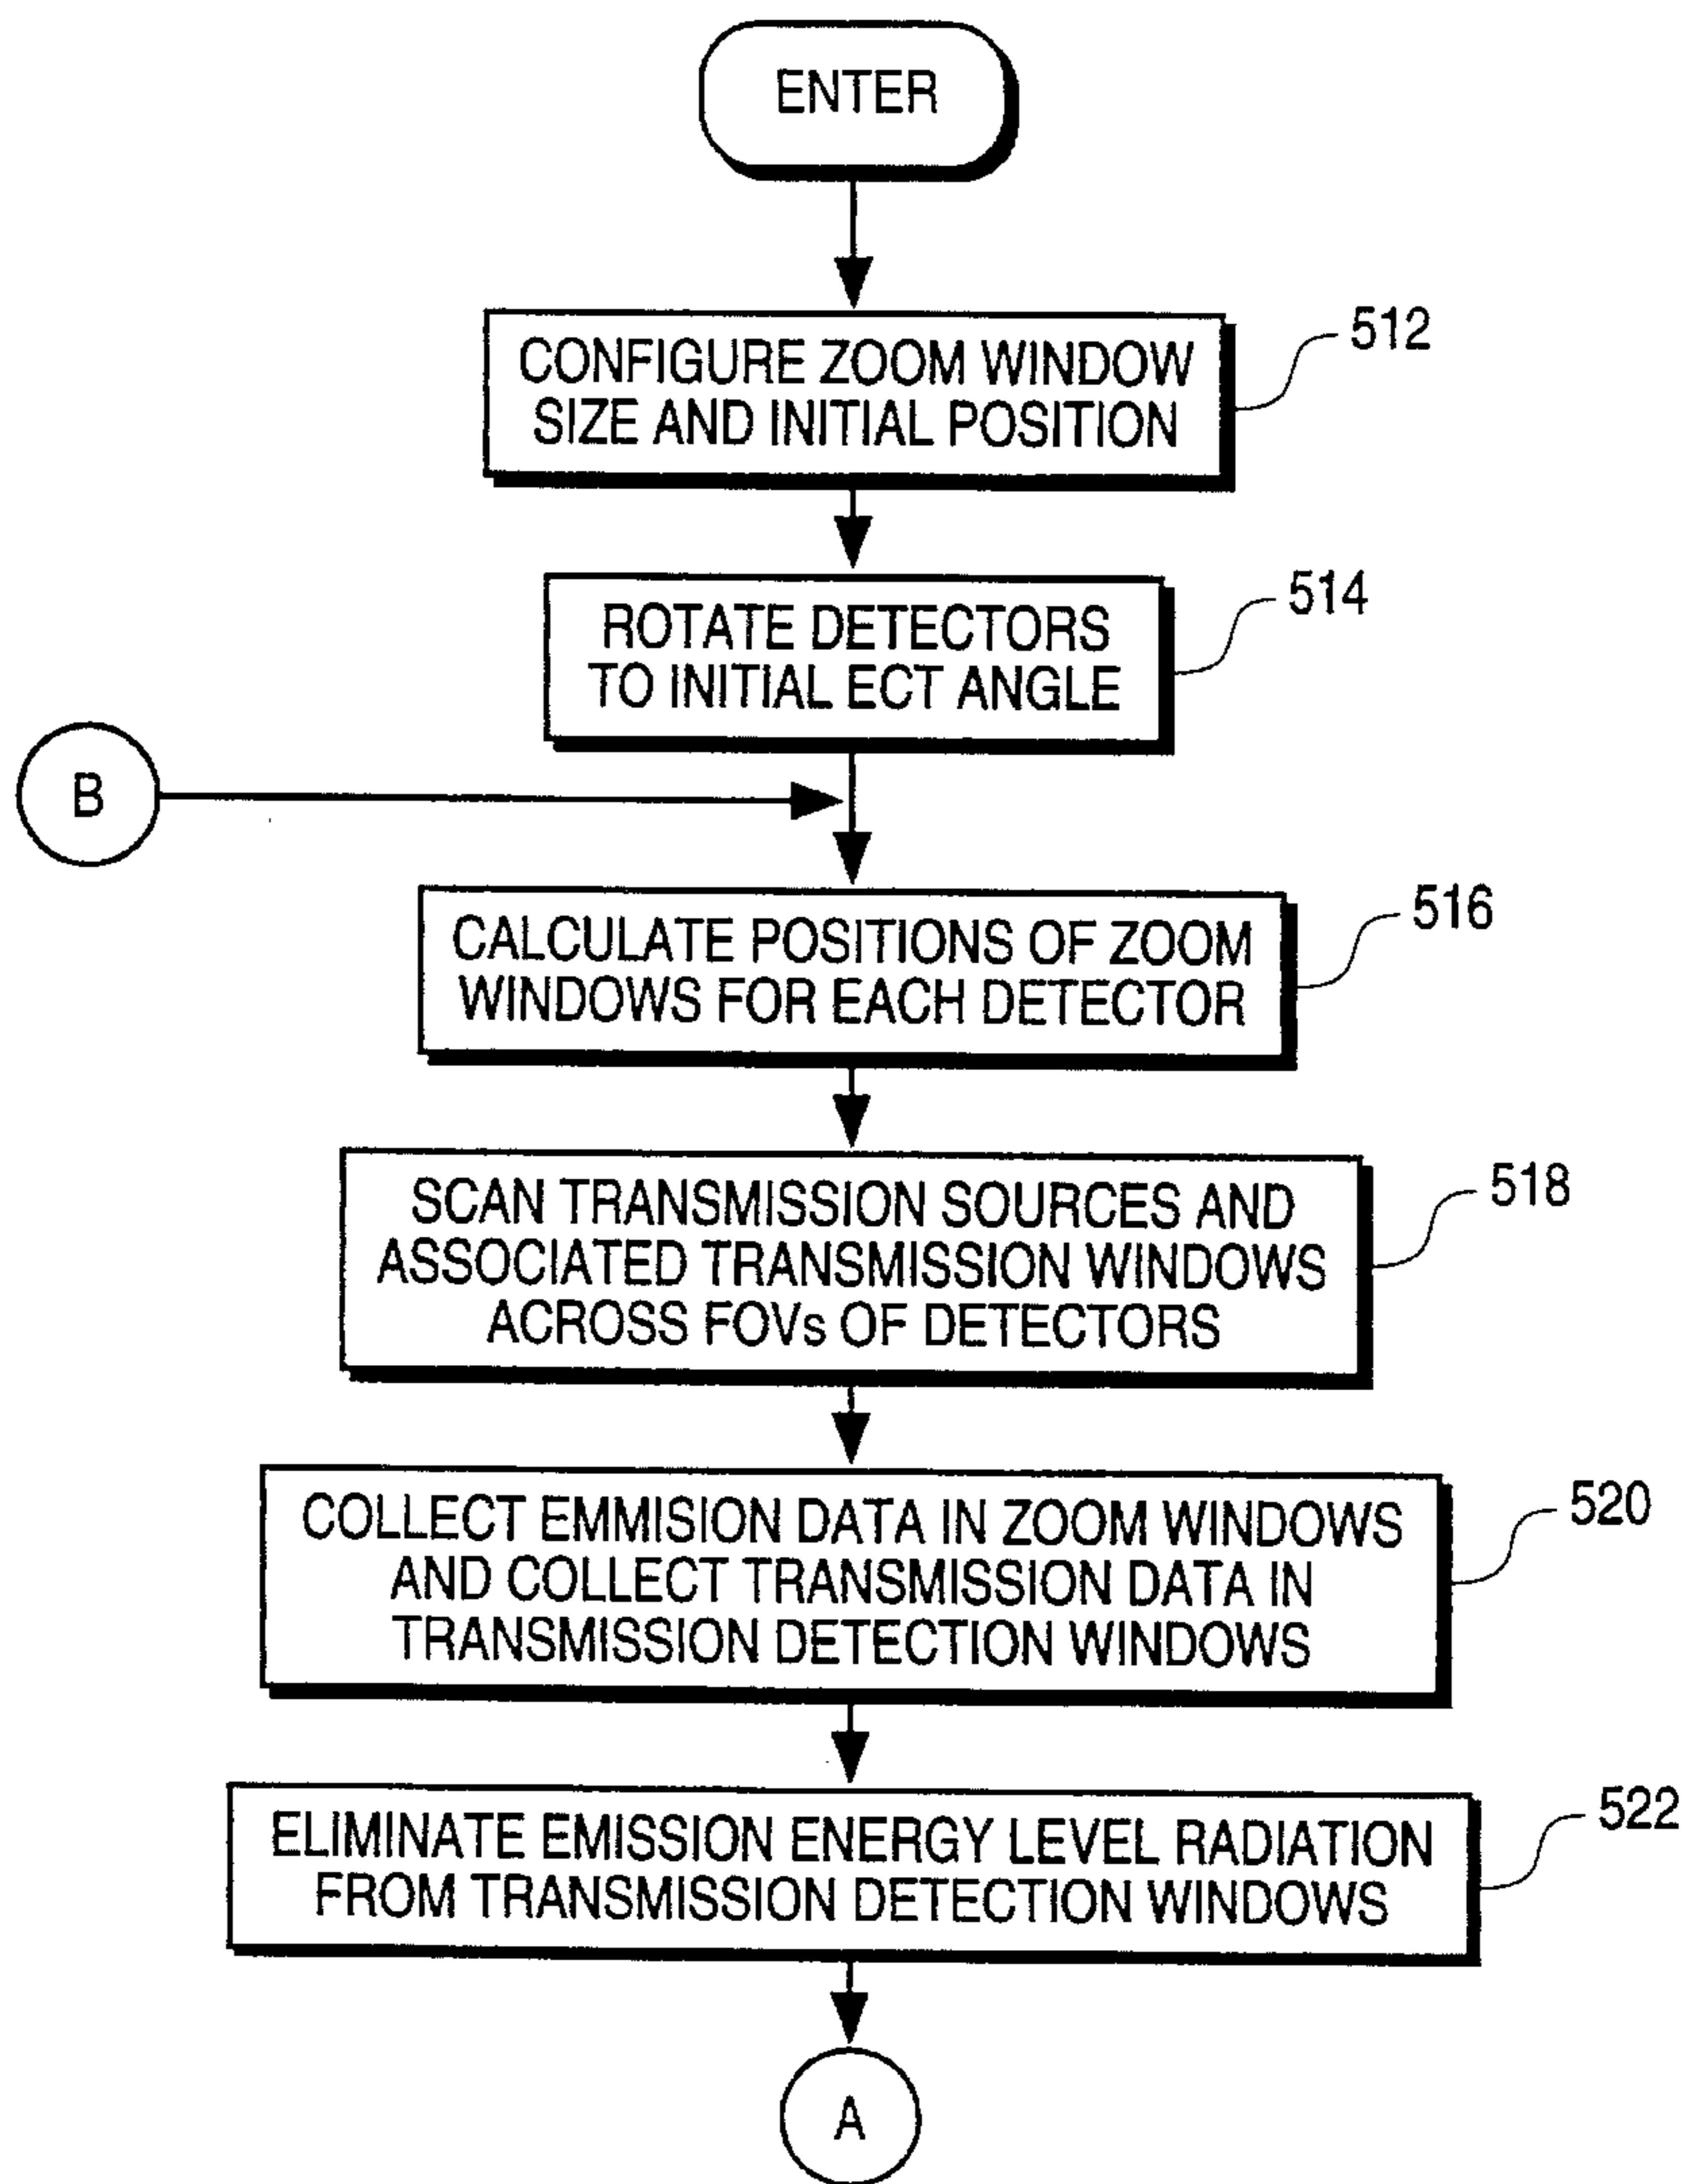 ENTER
CONFIGURE ZOOM WINDOW
SIZE AND INITIAL POSITION
512
ROTATE DETECTORS
TO INITIAL ECT ANGLE
514
B
CALCULATE POSITIONS OF ZOOM
WINDOWS FOR EACH DETECTOR
516
SCAN TRANSMISSION SOURCES AND
ASSOCIATED TRANSMISSION WINDOWS
ACROSS FOVs OF DETECTORS
518
COLLECT EMMISION DATA IN ZOOM WINDOWS
AND COLLECT TRANSMISSION DATA IN
TRANSMISSION DETECTION WINDOWS
520
ELIMINATE EMISSION ENERGY LEVEL RADIATION
FROM TRANSMISSION DETECTION WINDOWS
522
A